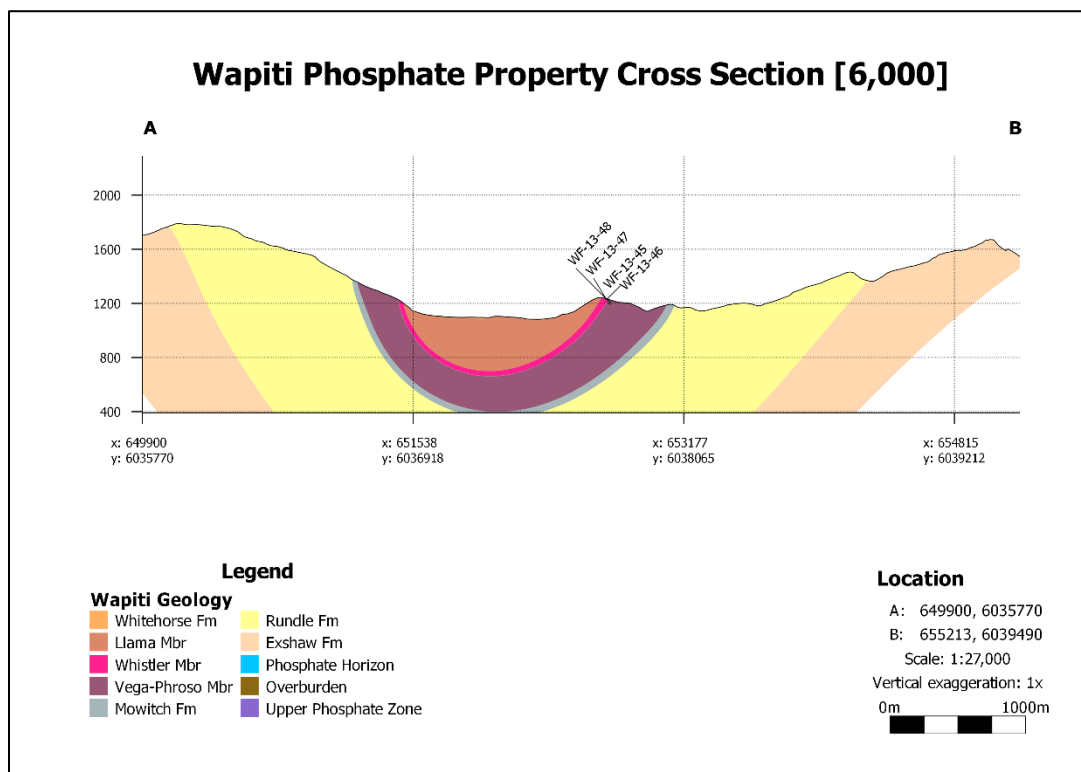 Wapiti Phosphate Property Cross Section [6,000]
A
B
2000
1600
1200
800
400
WF-13-48
WF-13-47
WF-13-45
WF-13-46
x: 649900
y: 6035770
x: 651538
y: 6036918
x: 653177
y: 6038065
x: 654815
y: 6039212
Legend
Wapiti Geology
Whitehorse Fm
Llama Mbr
Whistler Mbr
Vega-Phroso Mbr
Mowitch Fm
Rundle Fm
Exshaw Fm
Phosphate Horizon
Overburden
Upper Phosphate Zone
Location
A: 649900, 6035770
B: 655213, 6039490
Scale: 1:27,000
Vertical exaggeration: 1x
0m 1000m